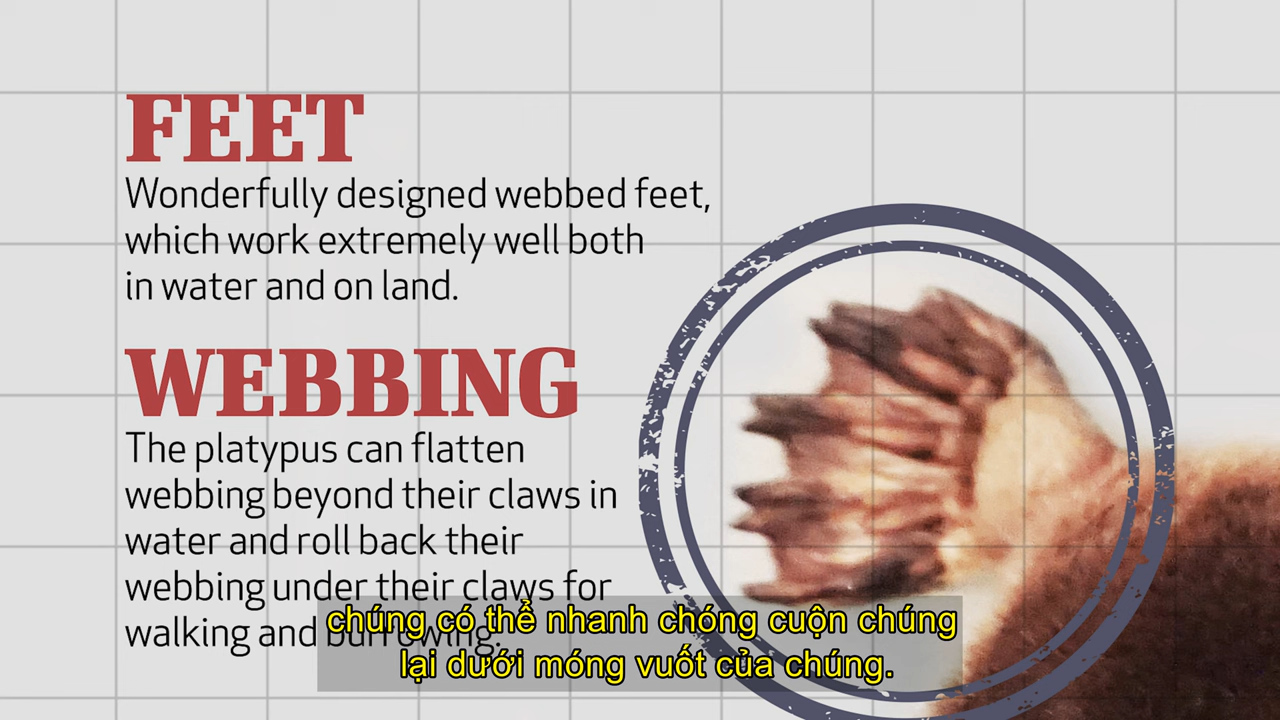 FEET
Wonderfully designed webbed feet,
which work extremely well both
in water and on land.
WEBBING
The platypus can flatten
webbing beyond their claws in
water and roll back their
webbing under their claws for
walking and burrowing.
chúng có thể nhanh chóng cuộn chúng
lại dưới móng vuốt của chúng.